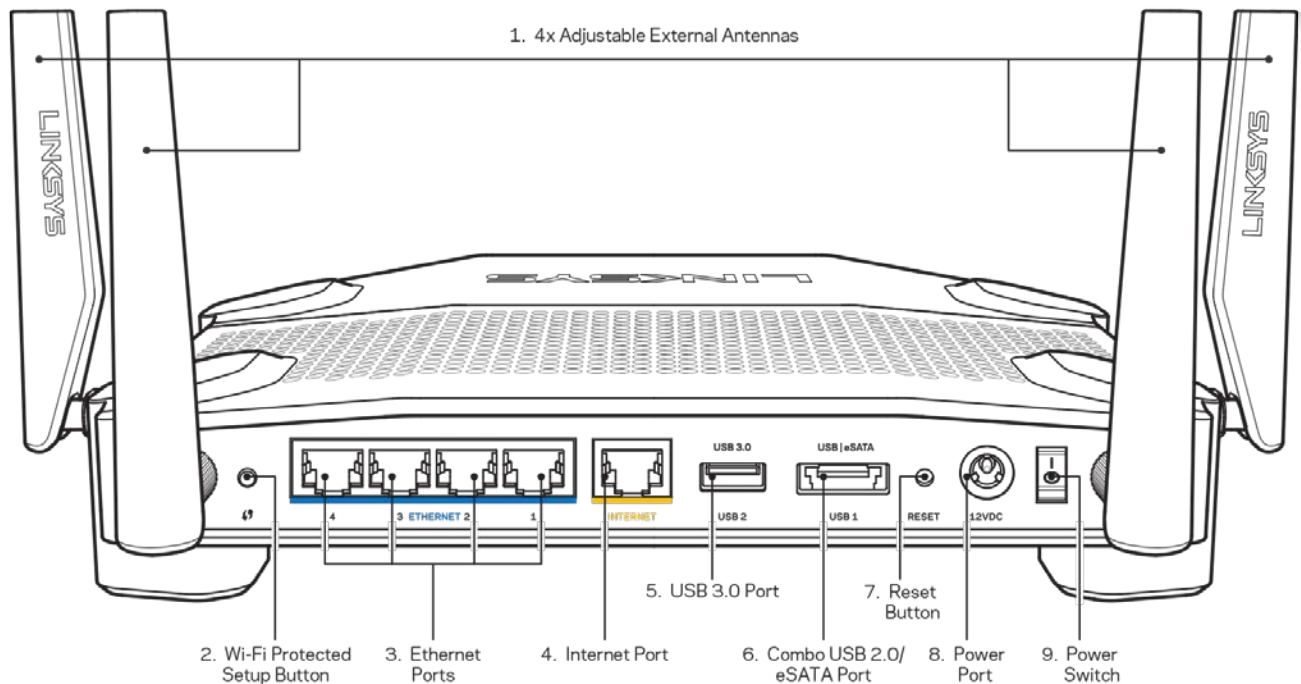 1. 4x Adjustable External Antennas
LINKSYS
LINKSYS
LINKSYS
USB 3.0
USB | eSATA
4
3 ETHERNET 2
1
INTERNET
USB 2
USB 1
RESET
12VDC
5. USB 3.0 Port
7. Reset
Button
2. Wi-Fi Protected
Setup Button
3. Ethernet
Ports
4. Internet Port
6. Combo USB 2.0/
eSATA Port
8. Power
Port
9. Power
Switch